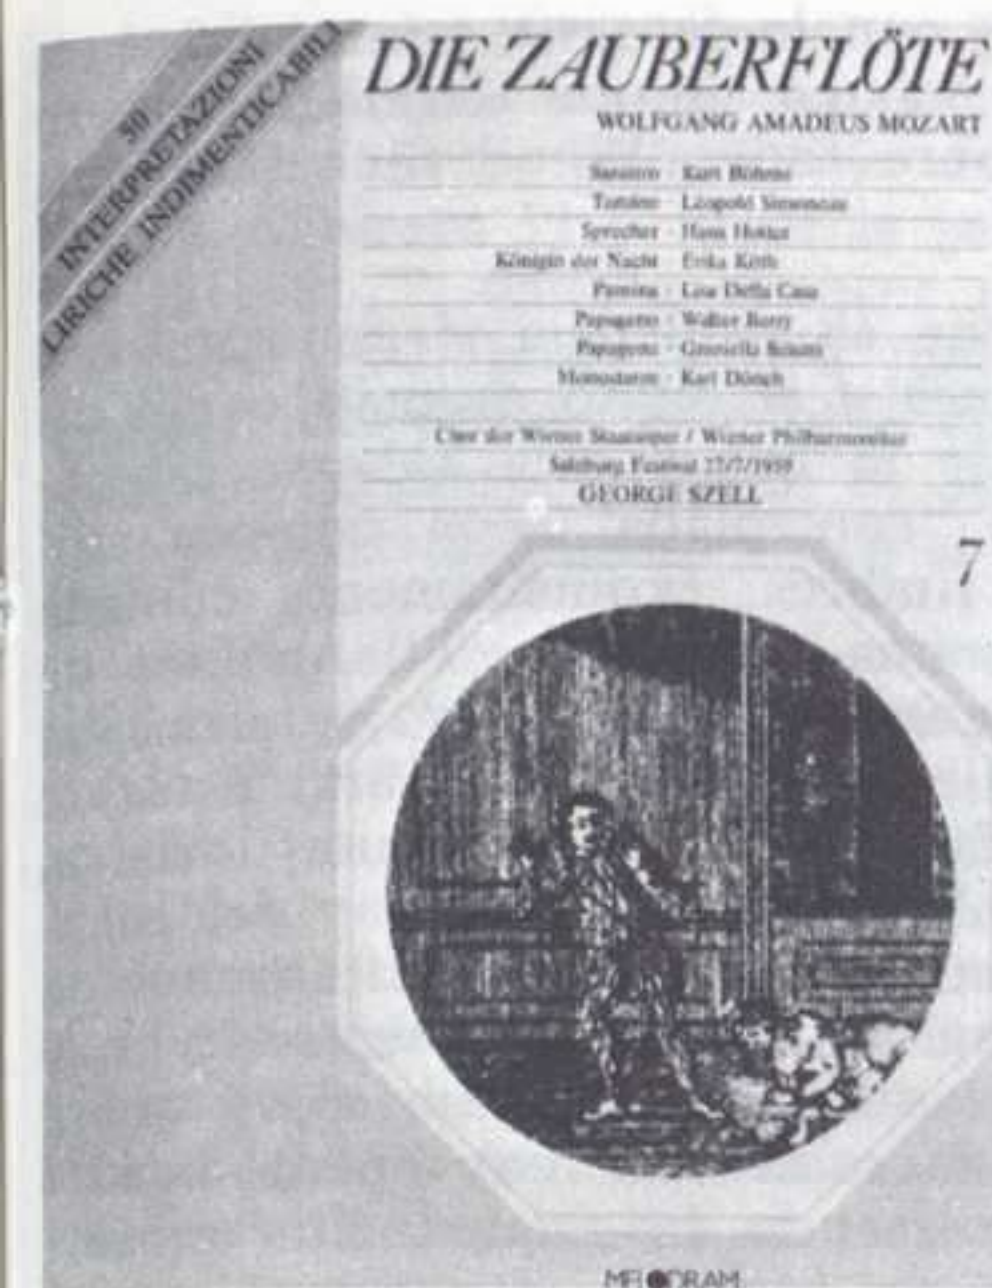 50
INTERPRETAZIONI
LIRICHE INDIMENTICABILI
DIE ZAUBERFLÖTE
WOLFGANG AMADEUS MOZART
Sarastro - Kurt Böhme
Tamino - Léopold Simoneau
Sprecher - Hans Hotter
Königin der Nacht - Erika Köth
Pamina - Lisa Della Casa
Papageno - Walter Berry
Papagena - Graziella Sciutti
Monostatos - Karl Dönch
Chor der Wiener Staatsoper / Wiener Philharmoniker
Salzburg Festival 27/7/1959
GEORGE SZELL
7
MELODRAM